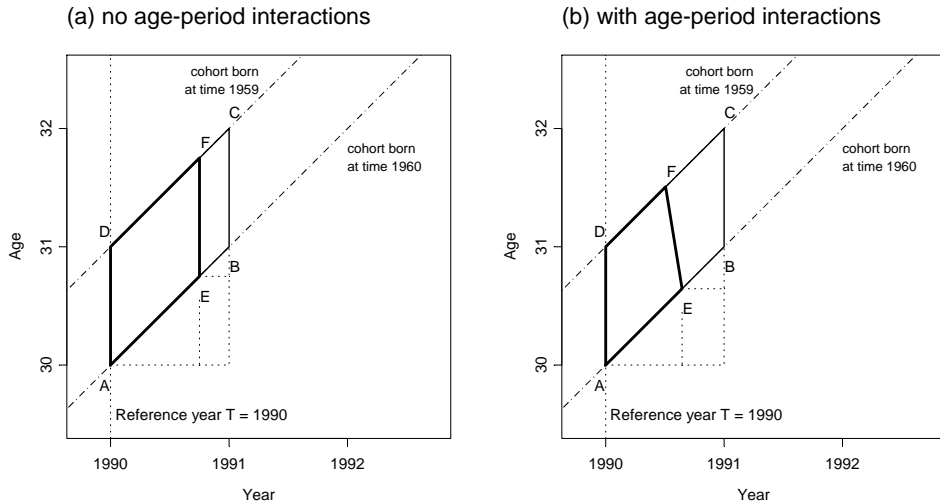 (a) no age-period interactions
cohort born
at time 1959
C
32
F
cohort born
at time 1960
D
31
Age
B
E
30
A
Reference year T = 1990
1990
1991
1992
Year
(b) with age-period interactions
cohort born
at time 1959
C
32
cohort born
at time 1960
F
D
31
Age
B
E
30
A
Reference year T = 1990
1990
1991
1992
Year